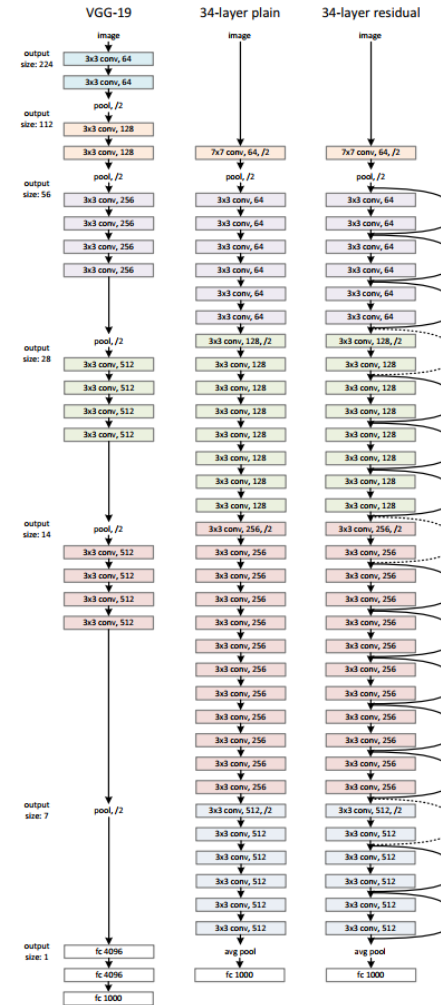 VGG-19
image
output
size: 224
3x3 conv, 64
3x3 conv, 64
pool, /2
output
size: 112
3x3 conv, 128
3x3 conv, 128
pool, /2
output
size: 56
3x3 conv, 256
3x3 conv, 256
3x3 conv, 256
3x3 conv, 256
pool, /2
output
size: 28
3x3 conv, 512
3x3 conv, 512
3x3 conv, 512
3x3 conv, 512
pool, /2
output
size: 14
3x3 conv, 512
3x3 conv, 512
3x3 conv, 512
3x3 conv, 512
pool, /2
output
size: 7
output
size: 1
fc 4096
fc 4096
fc 1000
34-layer plain
image
7x7 conv, 64, /2
pool, /2
3x3 conv, 64
3x3 conv, 64
3x3 conv, 64
3x3 conv, 64
3x3 conv, 64
3x3 conv, 64
3x3 conv, 128, /2
3x3 conv, 128
3x3 conv, 128
3x3 conv, 128
3x3 conv, 128
3x3 conv, 128
3x3 conv, 128
3x3 conv, 128
3x3 conv, 256, /2
3x3 conv, 256
3x3 conv, 256
3x3 conv, 256
3x3 conv, 256
3x3 conv, 256
3x3 conv, 256
3x3 conv, 256
3x3 conv, 256
3x3 conv, 256
3x3 conv, 256
3x3 conv, 256
3x3 conv, 512, /2
3x3 conv, 512
3x3 conv, 512
3x3 conv, 512
3x3 conv, 512
3x3 conv, 512
avg pool
fc 1000
34-layer residual
image
7x7 conv, 64, /2
pool, /2
3x3 conv, 64
3x3 conv, 64
3x3 conv, 64
3x3 conv, 64
3x3 conv, 64
3x3 conv, 64
3x3 conv, 128, /2
3x3 conv, 128
3x3 conv, 128
3x3 conv, 128
3x3 conv, 128
3x3 conv, 128
3x3 conv, 128
3x3 conv, 128
3x3 conv, 256, /2
3x3 conv, 256
3x3 conv, 256
3x3 conv, 256
3x3 conv, 256
3x3 conv, 256
3x3 conv, 256
3x3 conv, 256
3x3 conv, 256
3x3 conv, 256
3x3 conv, 256
3x3 conv, 256
3x3 conv, 512, /2
3x3 conv, 512
3x3 conv, 512
3x3 conv, 512
3x3 conv, 512
3x3 conv, 512
avg pool
fc 1000